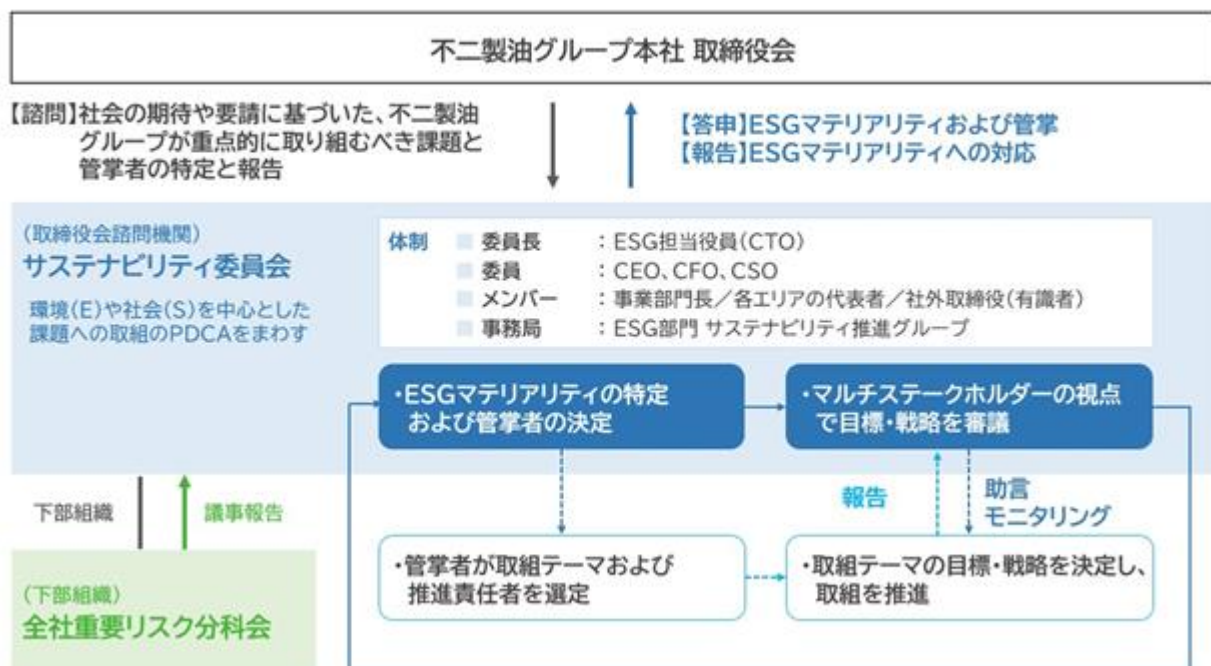 不二製油グループ本社 取締役会
【諮問】社会の期待や要請に基づいた、不二製油
グループが重点的に取り組むべき課題と
管掌者の特定と報告
【答申】ESGマテリアリティおよび管掌
【報告】ESGマテリアリティへの対応
(取締役会諮問機関)
サステナビリティ委員会
環境(E)や社会(S)を中心とした
課題への取組のPDCAをまわす
体制 委員長 :ESG担当役員(CTO)
委員 :CEO、CFO、CSO
メンバー :事業部門長/各エリアの代表者/社外取締役(有識者)
事務局 :ESG部門 サステナビリティ推進グループ
・ESGマテリアリティの特定
および管掌者の決定
・マルチステークホルダーの視点
で目標・戦略を審議
下部組織
議事報告
報告
助言
モニタリング
・管掌者が取組テーマおよび
推進責任者を選定
・取組テーマの目標・戦略を決定し、
取組を推進
(下部組織)
全社重要リスク分科会